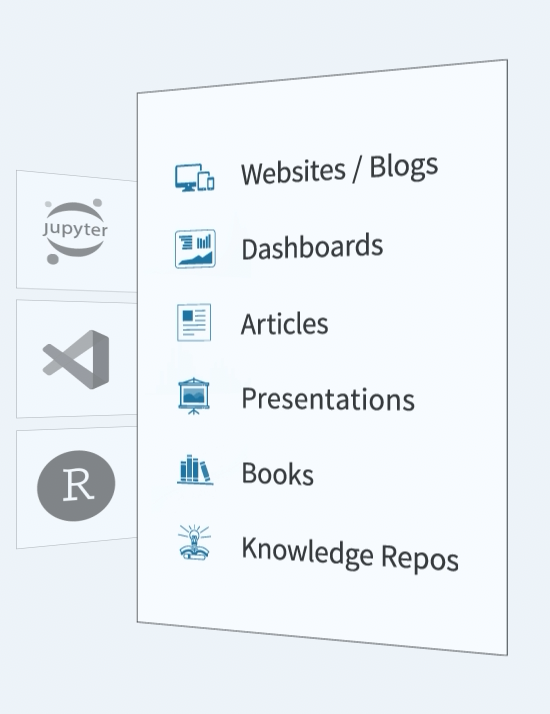 Websites / Blogs
Jupyter
Dashboards
Articles
Presentations
R
Books
Knowledge Repos